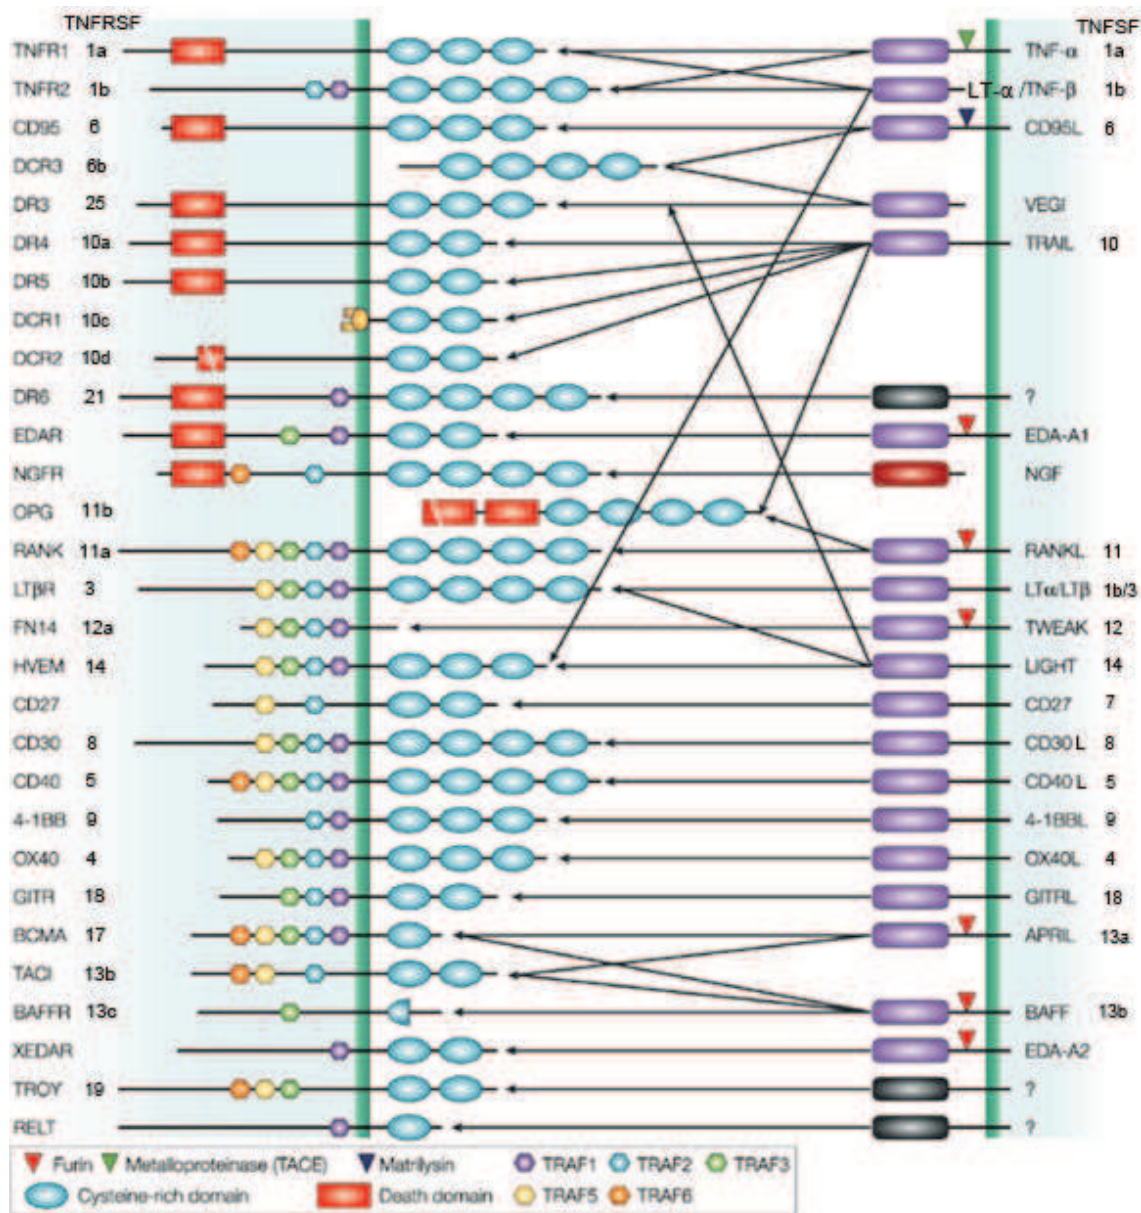 TNFRSF TNFSF
TNFR1 1a TNF-α 1a
TNFR2 1b LT-α /TNF-β 1b
CD95 6 CD95L 6
DCR3 6b
DR3 25 VEGI
DR4 10a TRAIL 10
DR5 10b
DCR1 10c
DCR2 10d
DR6 21 ?
EDAR EDA-A1
NGFR NGF
OPG 11b
RANK 11a RANKL 11
LTβR 3 LTα/LTβ 1b/3
FN14 12a TWEAK 12
HVEM 14 LIGHT 14
CD27 CD27 7
CD30 8 CD30 L 8
CD40 5 CD40 L 5
4-1BB 9 4-1BBL 9
OX40 4 OX40L 4
GITR 18 GITRL 18
BCMA 17 APRIL 13a
TACI 13b
BAFFR 13c BAFF 13b
XEDAR EDA-A2
TROY 19 ?
RELT ?
Furin Metalloproteinase (TACE) Matrilysin TRAF1 TRAF2 TRAF3
Cysteine-rich domain Death domain TRAF5 TRAF6